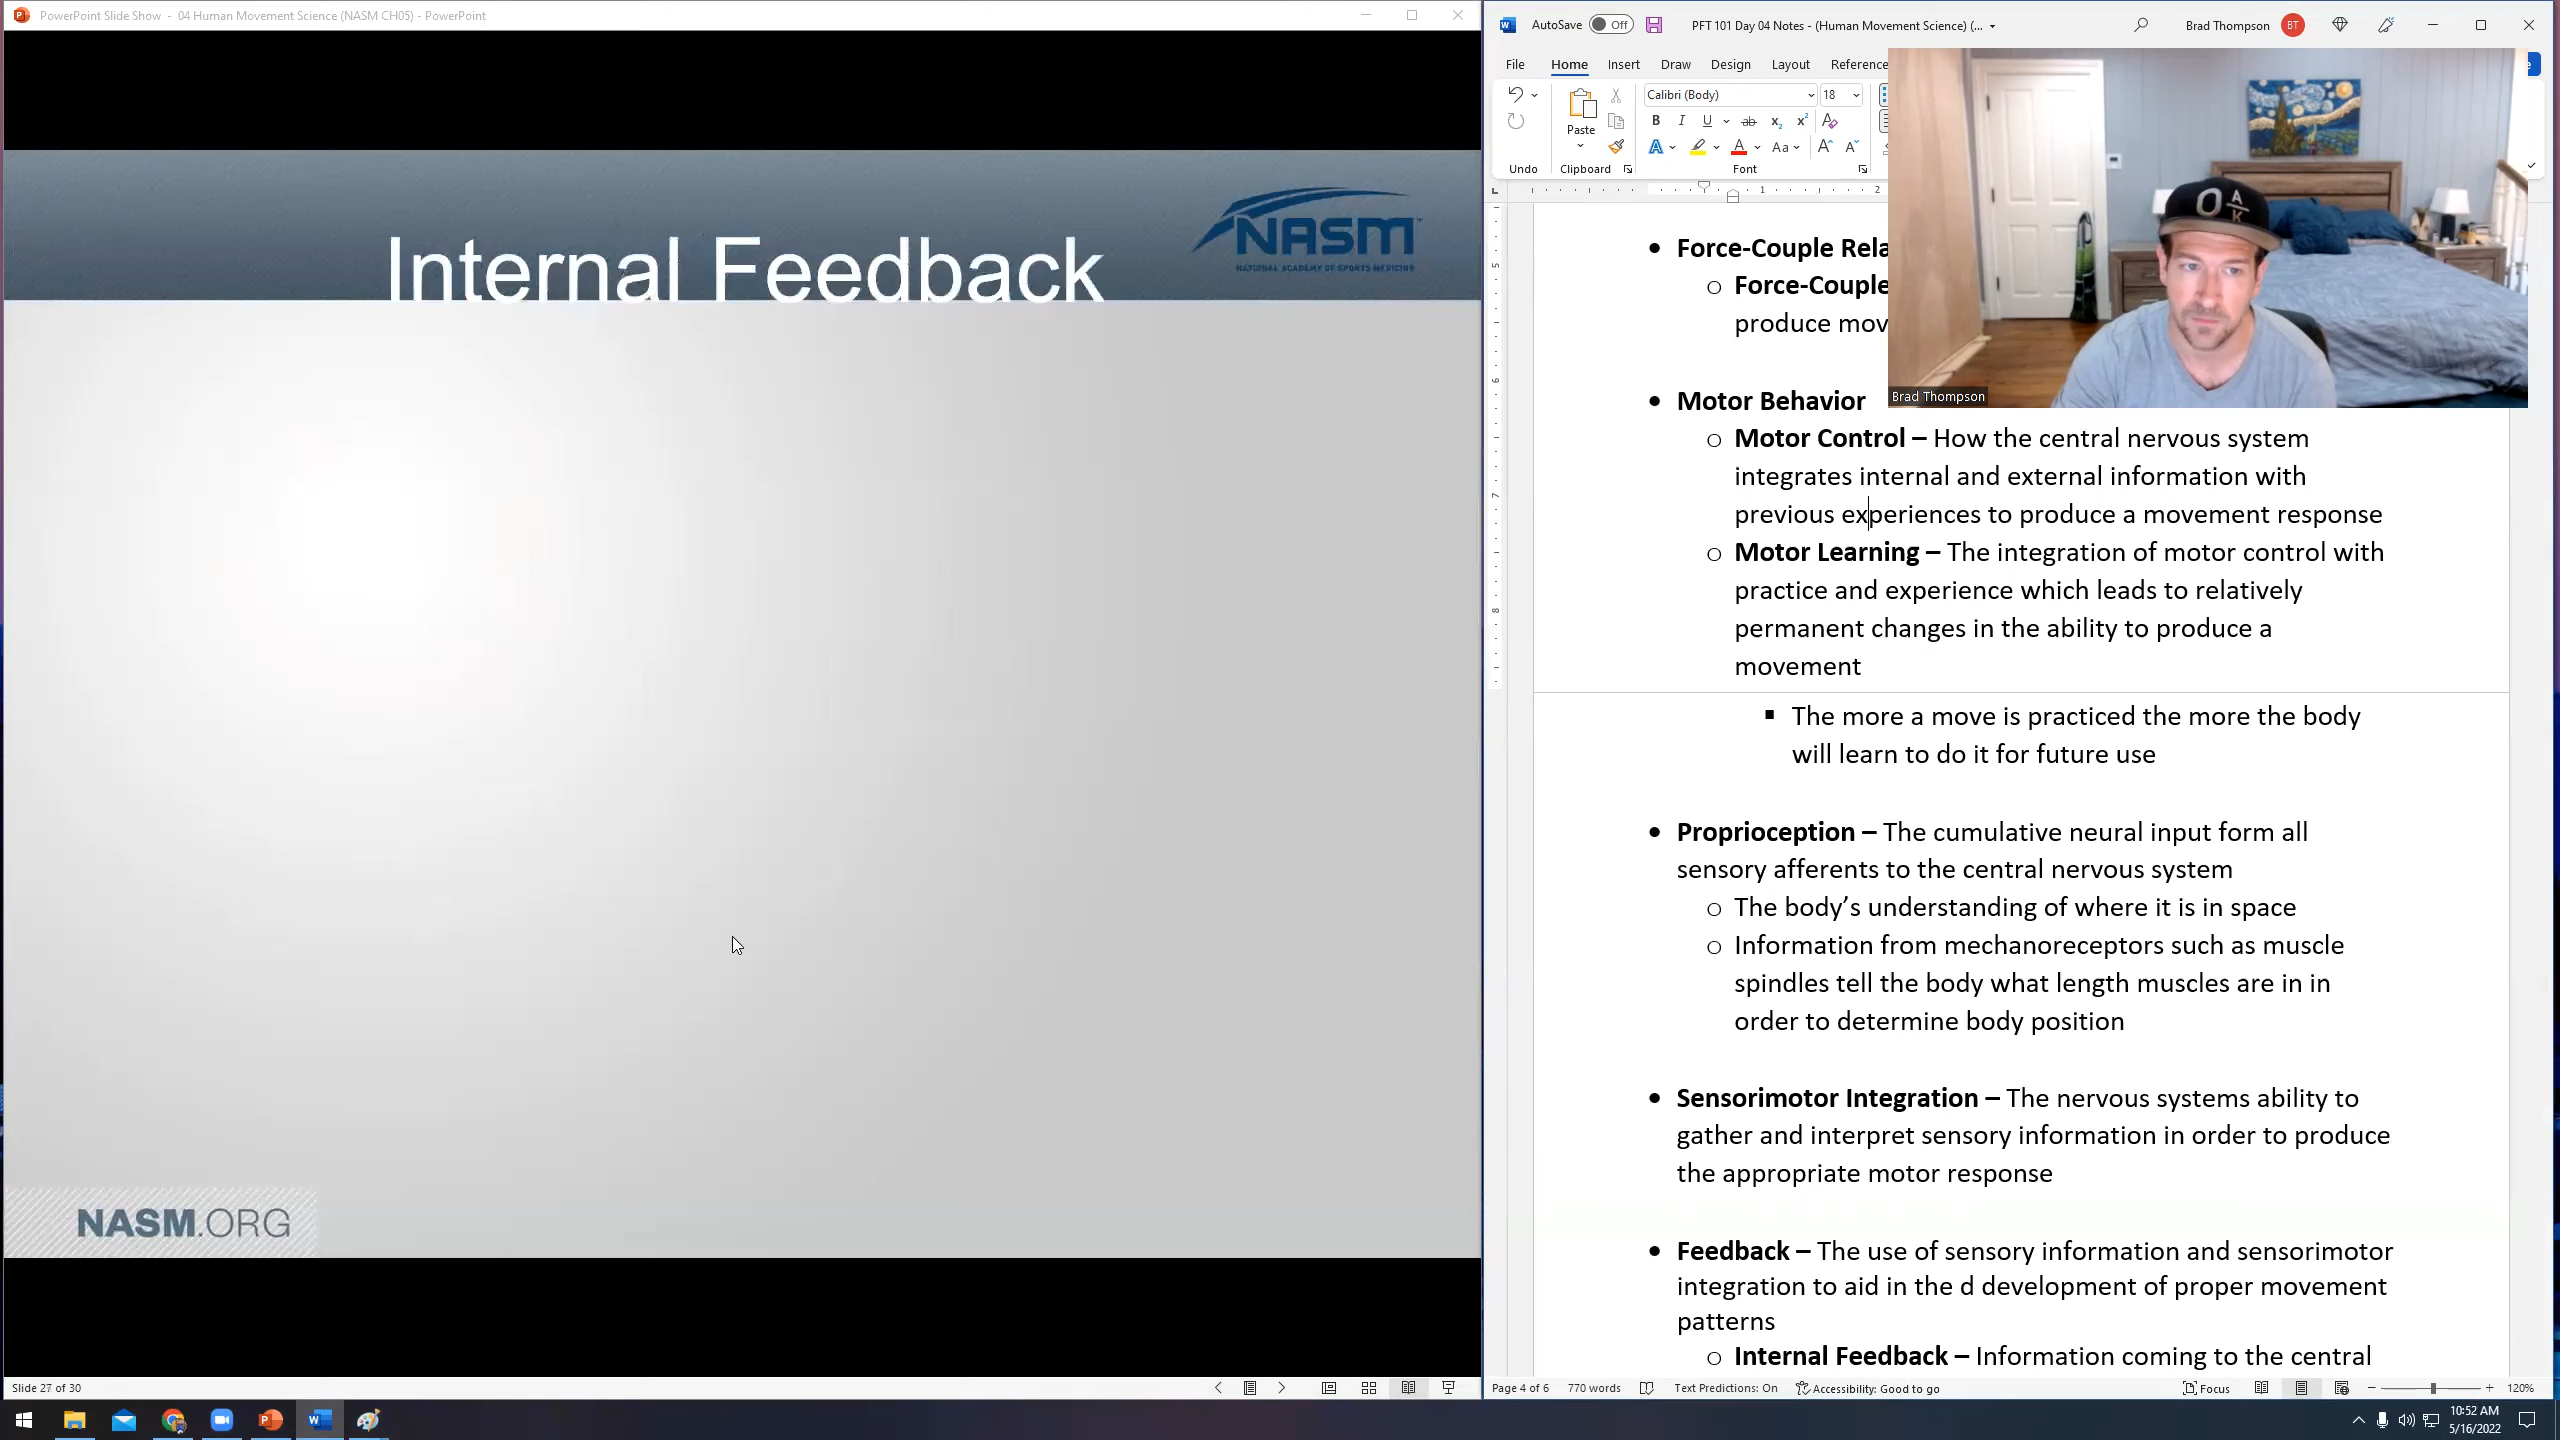 PowerPoint Slide Show - 04 Human Movement Science (NASM CH05) - PowerPoint
Internal Feedback
NASM
NATIONAL ACADEMY OF SPORTS MEDICINE
NASM.ORG
Slide 27 of 30
AutoSave Off PFT 101 Day 04 Notes - (Human Movement Science) (... Brad Thompson BT
File Home Insert Draw Design Layout Reference
Calibri (Body) 18
Paste
Undo Clipboard Font
1 2
OAK
Brad Thompson
Force-Couple Rela
Force-Couple
produce mov
Motor Behavior
Motor Control – How the central nervous system
integrates internal and external information with
previous experiences to produce a movement response
Motor Learning – The integration of motor control with
practice and experience which leads to relatively
permanent changes in the ability to produce a
movement
The more a move is practiced the more the body
will learn to do it for future use
Proprioception – The cumulative neural input form all
sensory afferents to the central nervous system
The body’s understanding of where it is in space
Information from mechanoreceptors such as muscle
spindles tell the body what length muscles are in in
order to determine body position
Sensorimotor Integration – The nervous systems ability to
gather and interpret sensory information in order to produce
the appropriate motor response
Feedback – The use of sensory information and sensorimotor
integration to aid in the d development of proper movement
patterns
Internal Feedback – Information coming to the central
Page 4 of 6 770 words Text Predictions: On Accessibility: Good to go Focus 120%
10:52 AM
5/16/2022